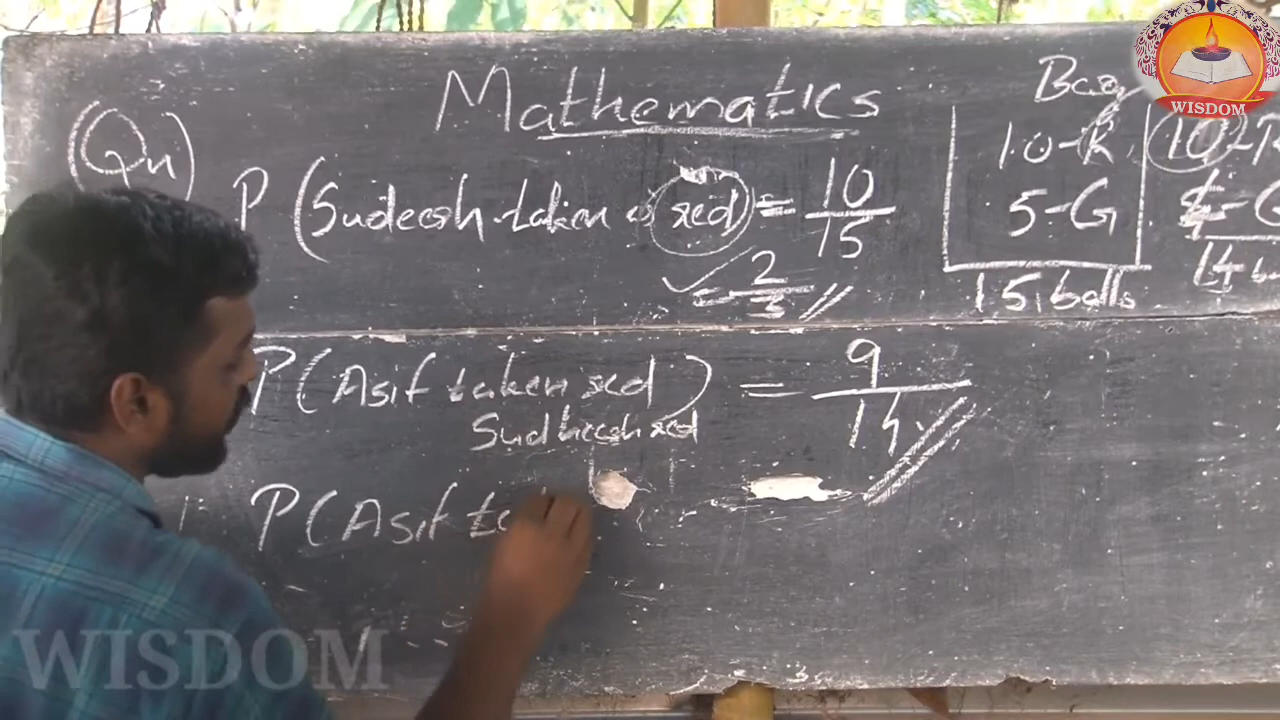 Mathematics
(Qn)
P (Sudeesh taken red) = 10/15
= 2/3
Bag
10-R
5-G
15 balls
10-R
14 b
P(Asif taken red) = 9/14
Sudheesh red
P(Asif ta
WISDOM
WISDOM